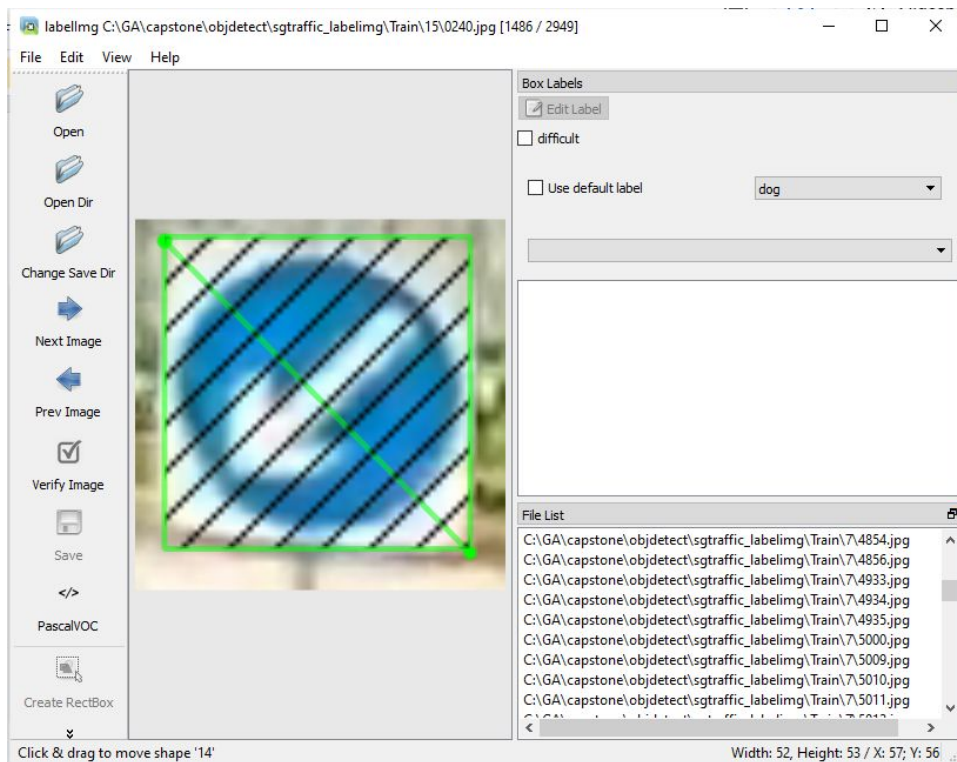 labelImg C:\GA\capstone\objdetect\sgtraffic_labelimg\Train\15\0240.jpg [1486 / 2949]
File Edit View Help
Open
Open Dir
Change Save Dir
Next Image
Prev Image
Verify Image
Save
</>
PascalVOC
Create RectBox
Box Labels
Edit Label
difficult
Use default label
dog
File List
C:\GA\capstone\objdetect\sgtraffic_labelimg\Train\7\4854.jpg
C:\GA\capstone\objdetect\sgtraffic_labelimg\Train\7\4856.jpg
C:\GA\capstone\objdetect\sgtraffic_labelimg\Train\7\4933.jpg
C:\GA\capstone\objdetect\sgtraffic_labelimg\Train\7\4934.jpg
C:\GA\capstone\objdetect\sgtraffic_labelimg\Train\7\4935.jpg
C:\GA\capstone\objdetect\sgtraffic_labelimg\Train\7\5000.jpg
C:\GA\capstone\objdetect\sgtraffic_labelimg\Train\7\5009.jpg
C:\GA\capstone\objdetect\sgtraffic_labelimg\Train\7\5010.jpg
C:\GA\capstone\objdetect\sgtraffic_labelimg\Train\7\5011.jpg
Click & drag to move shape '14'
Width: 52, Height: 53 / X: 57; Y: 56